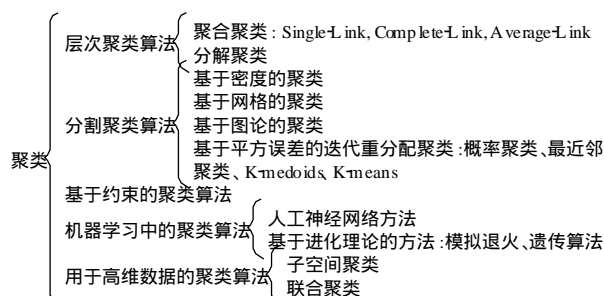 聚类
层次聚类算法
聚合聚类: Single-Link, Complete-Link, Average-Link
分解聚类
分割聚类算法
基于密度的聚类
基于网格的聚类
基于图论的聚类
基于平方误差的迭代重分配聚类:概率聚类、最近邻
聚类、K-medoids、K-means
基于约束的聚类算法
机器学习中的聚类算法
人工神经网络方法
基于进化理论的方法:模拟退火、遗传算法
用于高维数据的聚类算法
子空间聚类
联合聚类